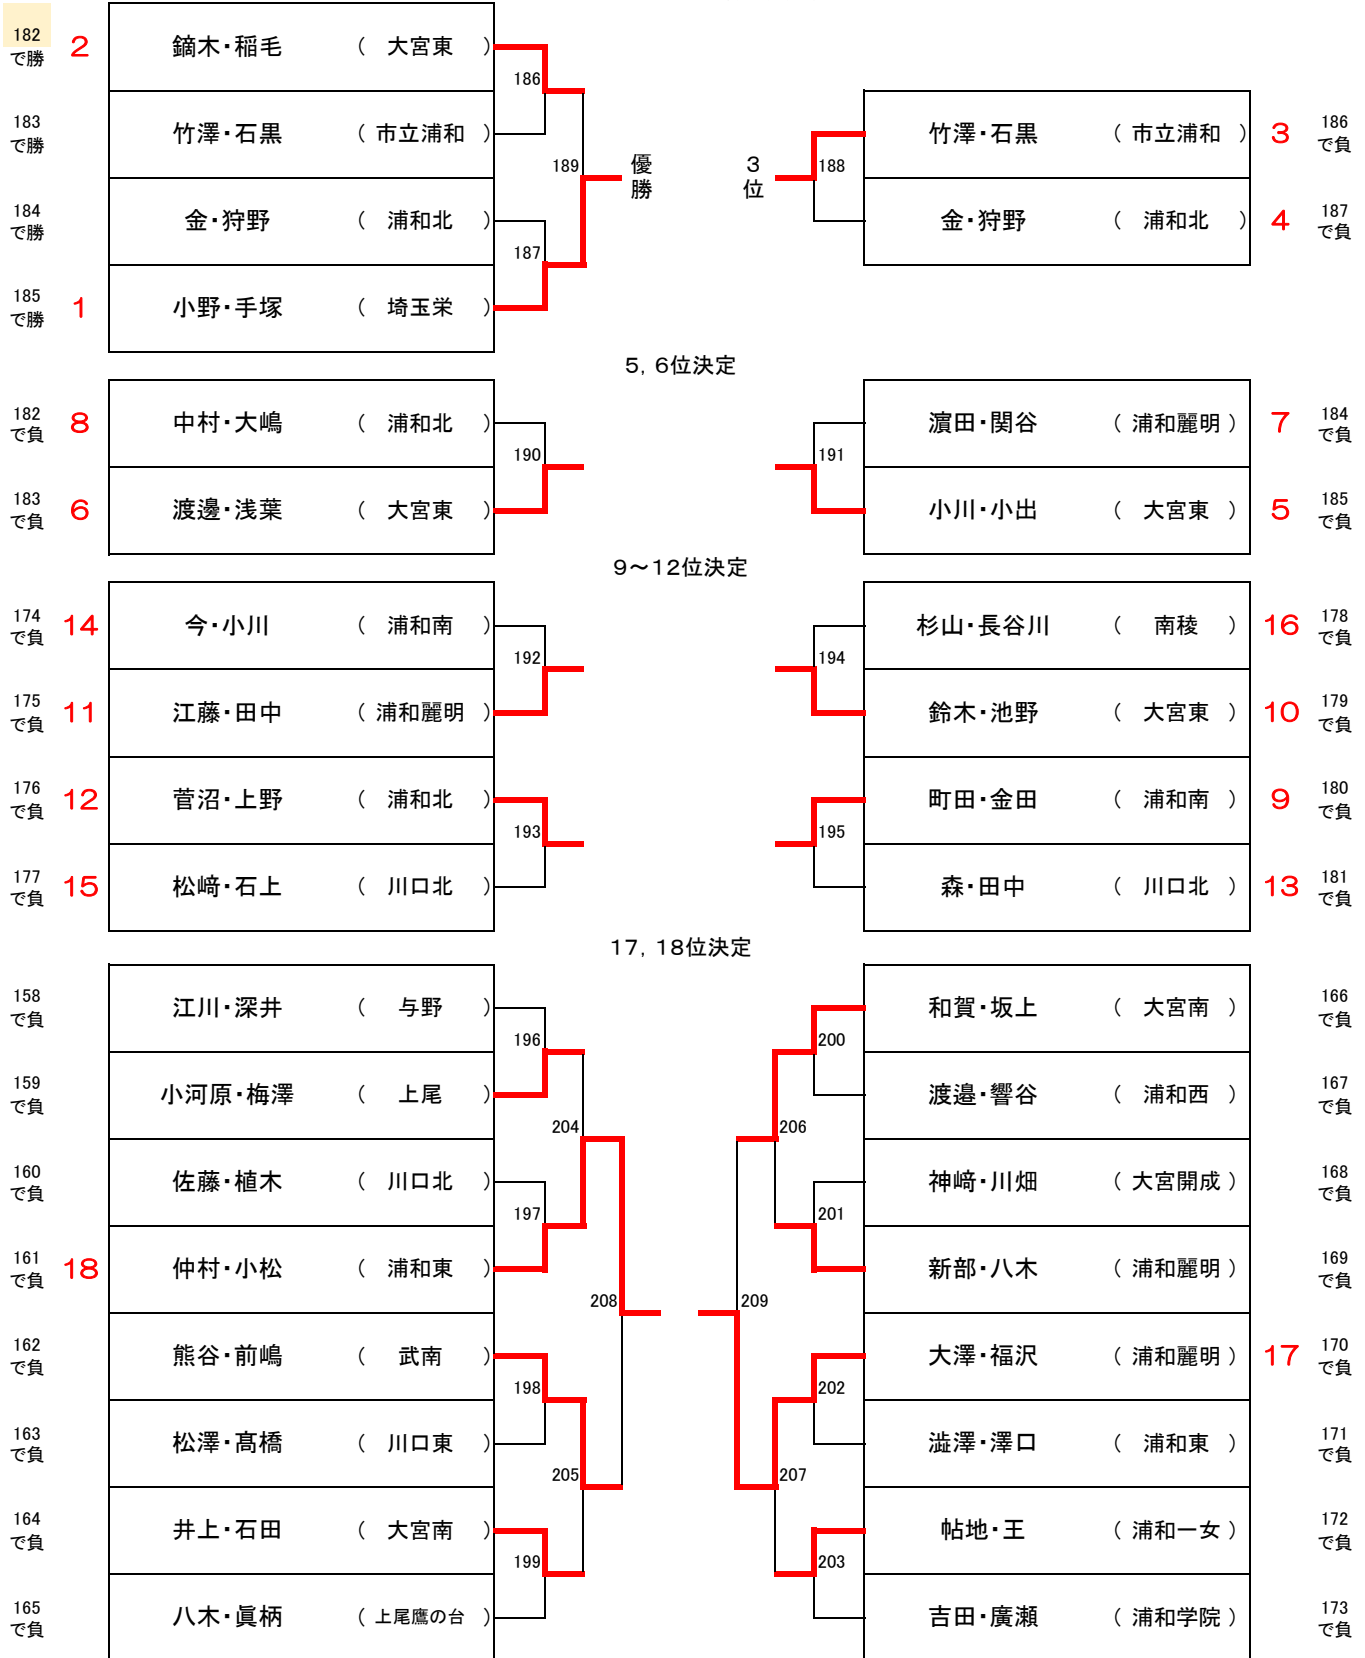 182 で勝 2 鏑木・稲毛 （ 大宮東 ）
186
183 で勝 竹澤・石黒 （ 市立浦和 ）
189 優勝
184 で勝 金・狩野 （ 浦和北 ）
187
185 で勝 1 小野・手塚 （ 埼玉栄 ）
竹澤・石黒 （ 市立浦和 ） 3 186 で負
3位 188
金・狩野 （ 浦和北 ） 4 187 で負
5，6位決定
182 で負 8 中村・大嶋 （ 浦和北 ）
190
183 で負 6 渡邊・浅葉 （ 大宮東 ）
濵田・関谷 （ 浦和麗明 ） 7 184 で負
191
小川・小出 （ 大宮東 ） 5 185 で負
9～12位決定
174 で負 14 今・小川 （ 浦和南 ）
192
175 で負 11 江藤・田中 （ 浦和麗明 ）
176 で負 12 菅沼・上野 （ 浦和北 ）
193
177 で負 15 松﨑・石上 （ 川口北 ）
杉山・長谷川 （ 南稜 ） 16 178 で負
194
鈴木・池野 （ 大宮東 ） 10 179 で負
町田・金田 （ 浦和南 ） 9 180 で負
195
森・田中 （ 川口北 ） 13 181 で負
17，18位決定
158 で負 江川・深井 （ 与野 ）
196
159 で負 小河原・梅澤 （ 上尾 ）
204
160 で負 佐藤・植木 （ 川口北 ）
197
161 で負 18 仲村・小松 （ 浦和東 ）
208
162 で負 熊谷・前嶋 （ 武南 ）
198
163 で負 松澤・髙橋 （ 川口東 ）
205
164 で負 井上・石田 （ 大宮南 ）
199
165 で負 八木・眞柄 （ 上尾鷹の台 ）
和賀・坂上 （ 大宮南 ） 166 で負
200
渡邉・響谷 （ 浦和西 ） 167 で負
206
神﨑・川畑 （ 大宮開成 ） 168 で負
201
新部・八木 （ 浦和麗明 ） 169 で負
209
大澤・福沢 （ 浦和麗明 ） 17 170 で負
202
澁澤・澤口 （ 浦和東 ） 171 で負
207
帖地・王 （ 浦和一女 ） 172 で負
203
吉田・廣瀬 （ 浦和学院 ） 173 で負